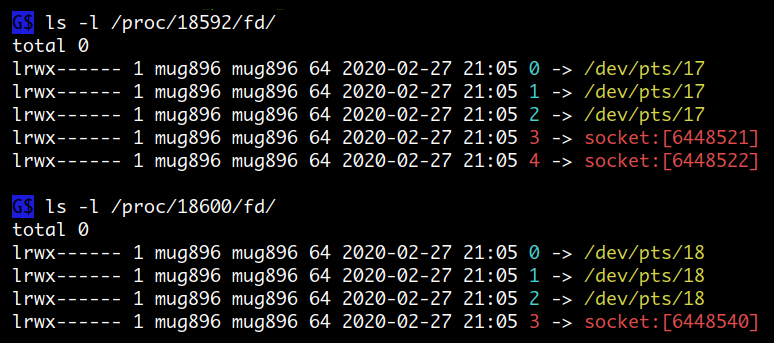 G$ ls -l /proc/18592/fd/
total 0
lrwx------ 1 mug896 mug896 64 2020-02-27 21:05 0 -> /dev/pts/17
lrwx------ 1 mug896 mug896 64 2020-02-27 21:05 1 -> /dev/pts/17
lrwx------ 1 mug896 mug896 64 2020-02-27 21:05 2 -> /dev/pts/17
lrwx------ 1 mug896 mug896 64 2020-02-27 21:05 3 -> socket:[6448521]
lrwx------ 1 mug896 mug896 64 2020-02-27 21:05 4 -> socket:[6448522]
G$ ls -l /proc/18600/fd/
total 0
lrwx------ 1 mug896 mug896 64 2020-02-27 21:05 0 -> /dev/pts/18
lrwx------ 1 mug896 mug896 64 2020-02-27 21:05 1 -> /dev/pts/18
lrwx------ 1 mug896 mug896 64 2020-02-27 21:05 2 -> /dev/pts/18
lrwx------ 1 mug896 mug896 64 2020-02-27 21:05 3 -> socket:[6448540]